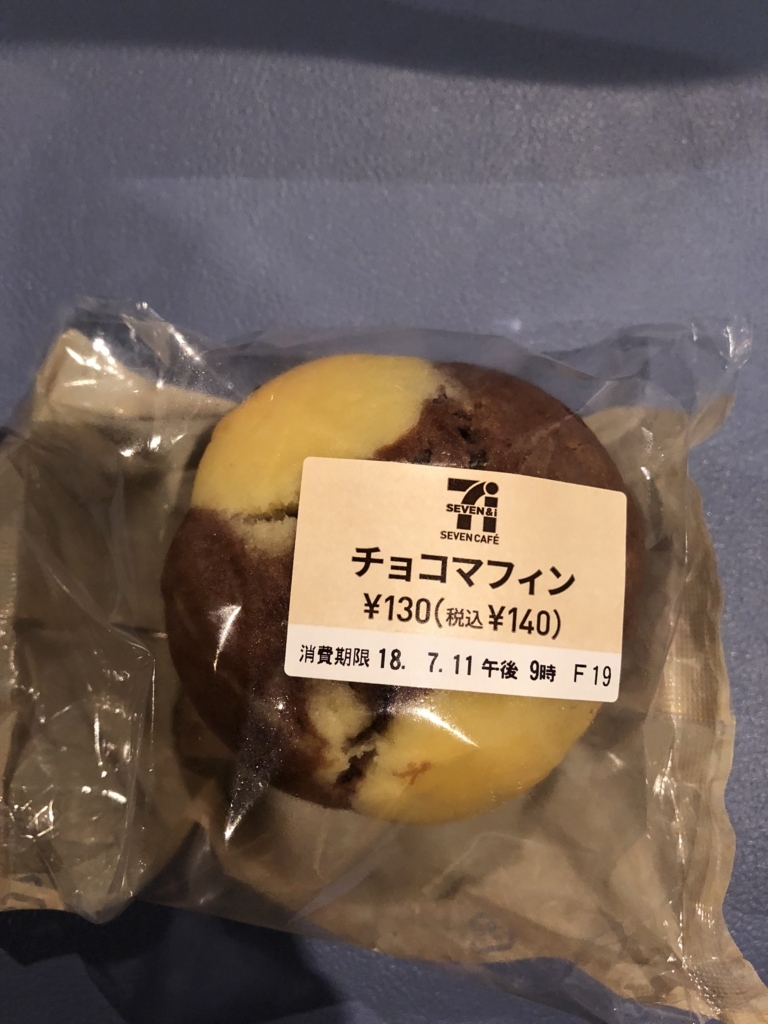 7i
SEVEN&i
SEVEN CAFÉ
チョコマフィン
¥130(税込¥140)
消費期限 18. 7.11 午後 9時 F19